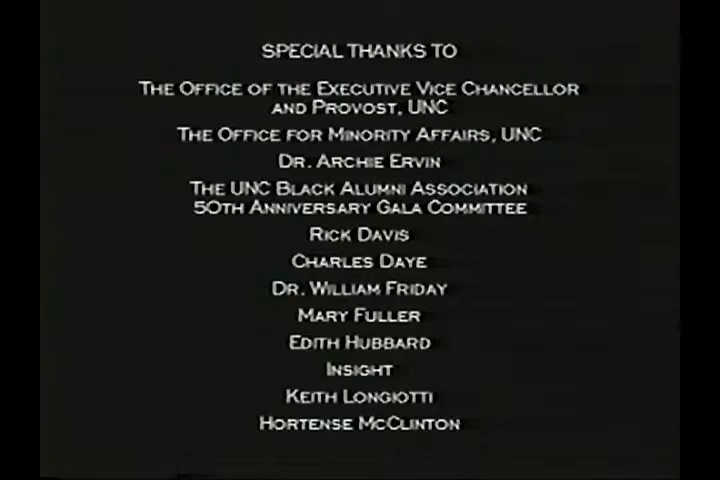 SPECIAL THANKS TO
THE OFFICE OF THE EXECUTIVE VICE CHANCELLOR
AND PROVOST, UNC
THE OFFICE FOR MINORITY AFFAIRS, UNC
DR. ARCHIE ERVIN
THE UNC BLACK ALUMNI ASSOCIATION
50TH ANNIVERSARY GALA COMMITTEE
RICK DAVIS
CHARLES DAYE
DR. WILLIAM FRIDAY
MARY FULLER
EDITH HUBBARD
INSIGHT
KEITH LONGIOTTI
HORTENSE MCCLINTON